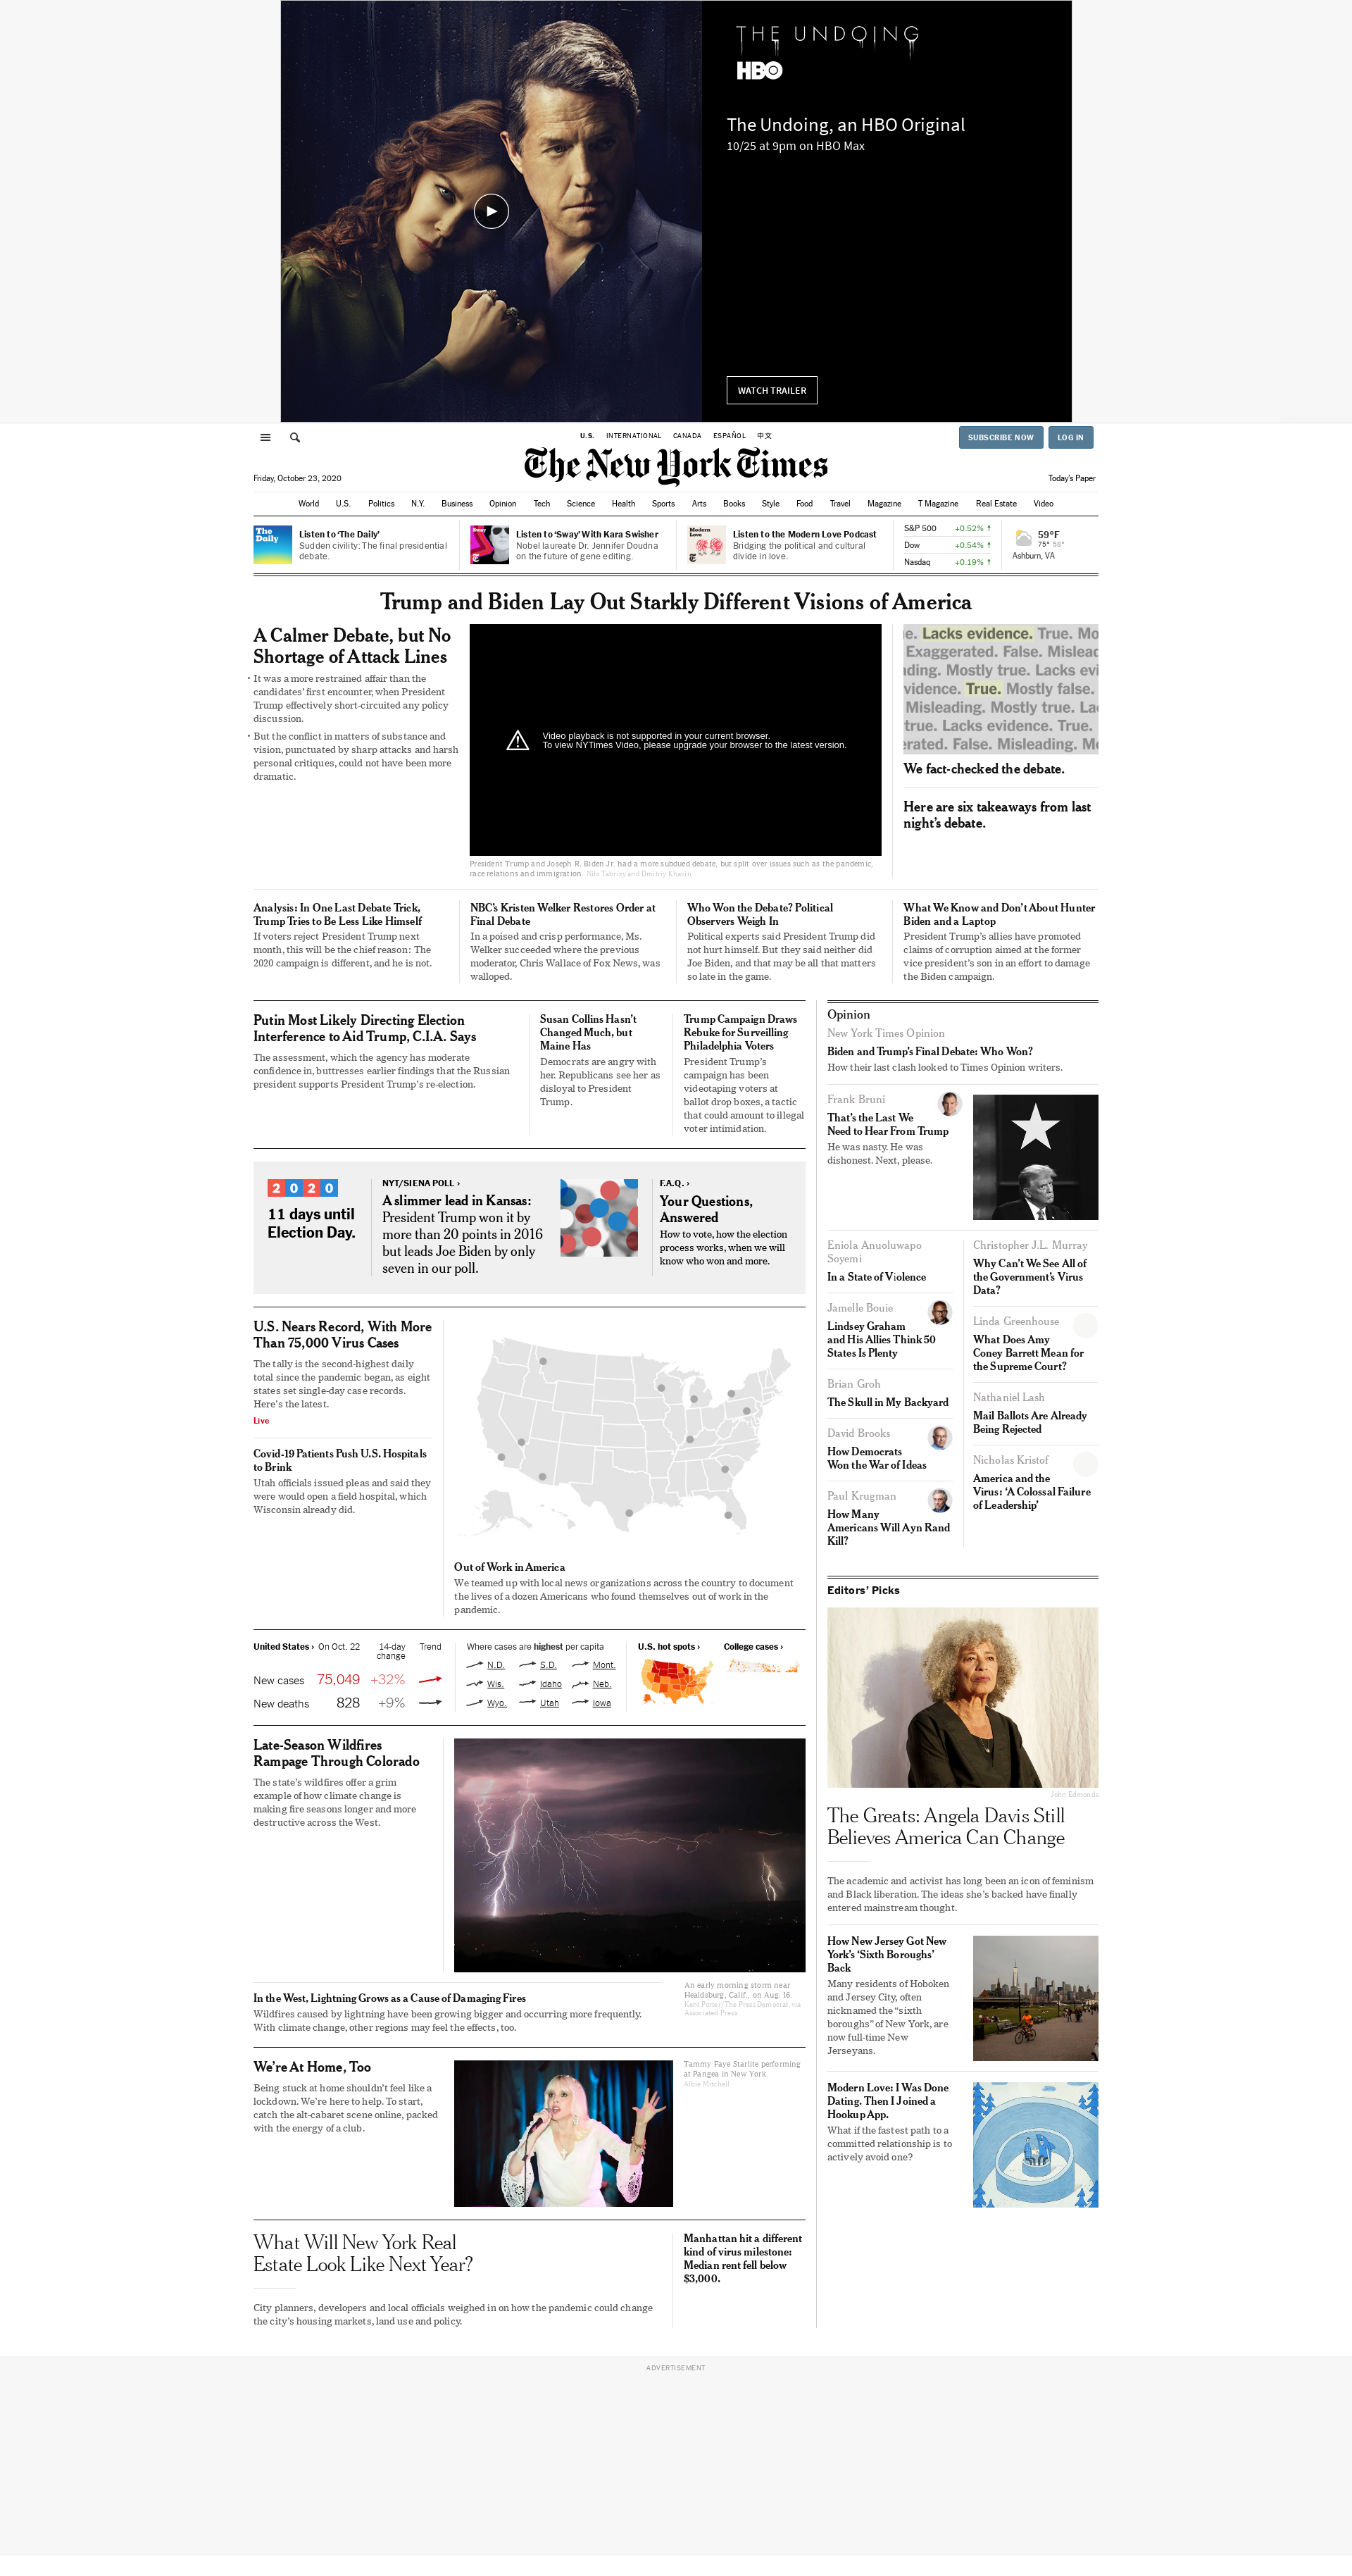 THE UNDOING
HBO
The Undoing, an HBO Original
10/25 at 9pm on HBO Max
WATCH TRAILER
U.S. INTERNATIONAL CANADA ESPAÑOL 中文
SUBSCRIBE NOW LOG IN
The New York Times
Friday, October 23, 2020
Today's Paper
World U.S. Politics N.Y. Business Opinion Tech Science Health Sports Arts Books Style Food Travel Magazine T Magazine Real Estate Video
The
Daily
Listen to ‘The Daily’
Sudden civility: The final presidential
debate.
Sway
Listen to ‘Sway’ With Kara Swisher
Nobel laureate Dr. Jennifer Doudna
on the future of gene editing.
Modern
Love
Listen to the Modern Love Podcast
Bridging the political and cultural
divide in love.
S&P 500 +0.52% ↑
Dow +0.54% ↑
Nasdaq +0.19% ↑
59°F
75° 58°
Ashburn, VA
Trump and Biden Lay Out Starkly Different Visions of America
A Calmer Debate, but No
Shortage of Attack Lines
• It was a more restrained affair than the
candidates’ first encounter, when President
Trump effectively short-circuited any policy
discussion.
• But the conflict in matters of substance and
vision, punctuated by sharp attacks and harsh
personal critiques, could not have been more
dramatic.
Video playback is not supported in your current browser.
To view NYTimes Video, please upgrade your browser to the latest version.
President Trump and Joseph R. Biden Jr. had a more subdued debate, but split over issues such as the pandemic,
race relations and immigration. Nilo Tabrizy and Dmitriy Khavin
e. Lacks evidence. True. Mo
Exaggerated. False. Mislead
ding. Mostly true. Lacks evi
vidence. True. Mostly false.
Misleading. Mostly true. Lac
true. Lacks evidence. True.
erated. False. Misleading. Mo
We fact-checked the debate.
Here are six takeaways from last
night’s debate.
Analysis: In One Last Debate Trick,
Trump Tries to Be Less Like Himself
If voters reject President Trump next
month, this will be the chief reason: The
2020 campaign is different, and he is not.
NBC’s Kristen Welker Restores Order at
Final Debate
In a poised and crisp performance, Ms.
Welker succeeded where the previous
moderator, Chris Wallace of Fox News, was
walloped.
Who Won the Debate? Political
Observers Weigh In
Political experts said President Trump did
not hurt himself. But they said neither did
Joe Biden, and that may be all that matters
so late in the game.
What We Know and Don’t About Hunter
Biden and a Laptop
President Trump’s allies have promoted
claims of corruption aimed at the former
vice president’s son in an effort to damage
the Biden campaign.
Putin Most Likely Directing Election
Interference to Aid Trump, C.I.A. Says
The assessment, which the agency has moderate
confidence in, buttresses earlier findings that the Russian
president supports President Trump’s re-election.
Susan Collins Hasn’t
Changed Much, but
Maine Has
Democrats are angry with
her. Republicans see her as
disloyal to President
Trump.
Trump Campaign Draws
Rebuke for Surveilling
Philadelphia Voters
President Trump’s
campaign has been
videotaping voters at
ballot drop boxes, a tactic
that could amount to illegal
voter intimidation.
2020
11 days until
Election Day.
NYT/SIENA POLL ›
A slimmer lead in Kansas:
President Trump won it by
more than 20 points in 2016
but leads Joe Biden by only
seven in our poll.
F.A.Q. ›
Your Questions,
Answered
How to vote, how the election
process works, when we will
know who won and more.
U.S. Nears Record, With More
Than 75,000 Virus Cases
The tally is the second-highest daily
total since the pandemic began, as eight
states set single-day case records.
Here’s the latest.
Live
Covid-19 Patients Push U.S. Hospitals
to Brink
Utah officials issued pleas and said they
were would open a field hospital, which
Wisconsin already did.
Out of Work in America
We teamed up with local news organizations across the country to document
the lives of a dozen Americans who found themselves out of work in the
pandemic.
United States › On Oct. 22 14-day
change Trend
New cases 75,049 +32%
New deaths 828 +9%
Where cases are highest per capita
N.D. S.D. Mont.
Wis. Idaho Neb.
Wyo. Utah Iowa
U.S. hot spots ›
College cases ›
Late-Season Wildfires
Rampage Through Colorado
The state’s wildfires offer a grim
example of how climate change is
making fire seasons longer and more
destructive across the West.
In the West, Lightning Grows as a Cause of Damaging Fires
Wildfires caused by lightning have been growing bigger and occurring more frequently.
With climate change, other regions may feel the effects, too.
An early morning storm near
Healdsburg, Calif., on Aug. 16.
Kent Porter/The Press Democrat, via
Associated Press
We’re At Home, Too
Being stuck at home shouldn’t feel like a
lockdown. We’re here to help. To start,
catch the alt-cabaret scene online, packed
with the energy of a club.
Tammy Faye Starlite performing
at Pangea in New York.
Albie Mitchell
What Will New York Real
Estate Look Like Next Year?
City planners, developers and local officials weighed in on how the pandemic could change
the city’s housing markets, land use and policy.
Manhattan hit a different
kind of virus milestone:
Median rent fell below
$3,000.
Opinion
New York Times Opinion
Biden and Trump’s Final Debate: Who Won?
How their last clash looked to Times Opinion writers.
Frank Bruni
That’s the Last We
Need to Hear From Trump
He was nasty. He was
dishonest. Next, please.
Eniola Anuoluwapo
Soyemi
In a State of Violence
Jamelle Bouie
Lindsey Graham
and His Allies Think 50
States Is Plenty
Brian Groh
The Skull in My Backyard
David Brooks
How Democrats
Won the War of Ideas
Paul Krugman
How Many
Americans Will Ayn Rand
Kill?
Christopher J.L. Murray
Why Can’t We See All of
the Government’s Virus
Data?
Linda Greenhouse
What Does Amy
Coney Barrett Mean for
the Supreme Court?
Nathaniel Lash
Mail Ballots Are Already
Being Rejected
Nicholas Kristof
America and the
Virus: ‘A Colossal Failure
of Leadership’
Editors’ Picks
John Edmonds
The Greats: Angela Davis Still
Believes America Can Change
The academic and activist has long been an icon of feminism
and Black liberation. The ideas she’s backed have finally
entered mainstream thought.
How New Jersey Got New
York’s ‘Sixth Boroughs’
Back
Many residents of Hoboken
and Jersey City, often
nicknamed the “sixth
boroughs” of New York, are
now full-time New
Jerseyans.
Modern Love: I Was Done
Dating. Then I Joined a
Hookup App.
What if the fastest path to a
committed relationship is to
actively avoid one?
ADVERTISEMENT